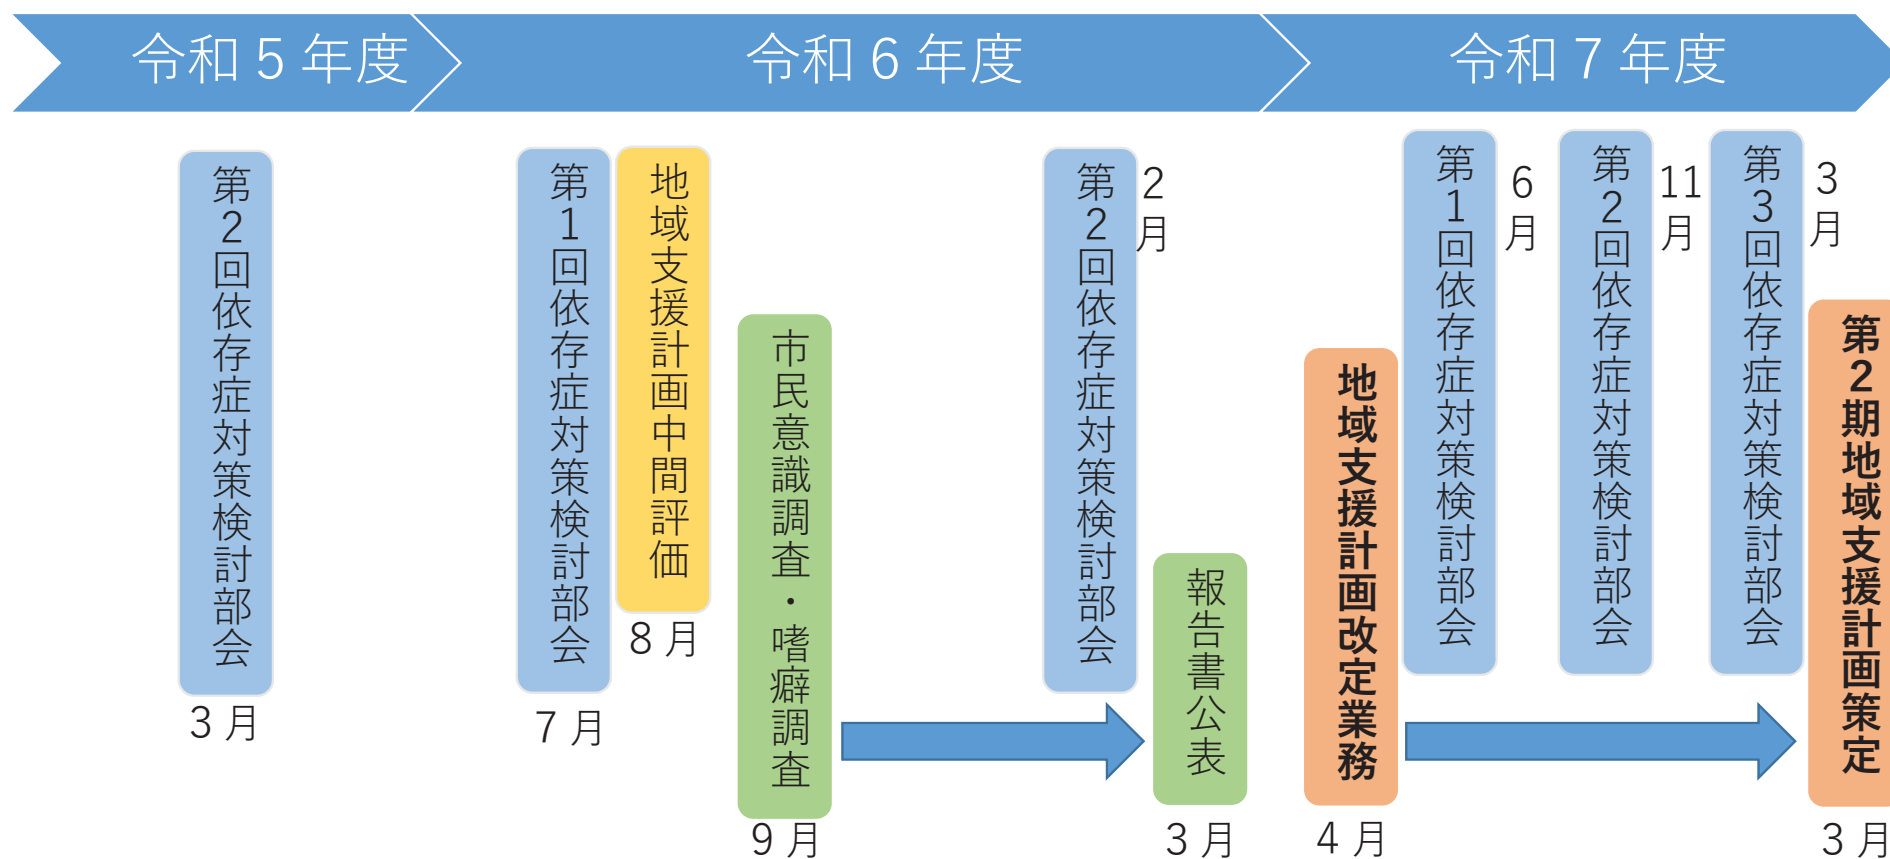 令和5年度
令和6年度
令和7年度
第2回依存症対策検討部会
3月
第1回依存症対策検討部会
7月
地域支援計画中間評価
8月
市民意識調査・嗜癖調査
9月
第2回依存症対策検討部会
2月
報告書公表
3月
地域支援計画改定業務
4月
第1回依存症対策検討部会
6月
第2回依存症対策検討部会
11月
第3回依存症対策検討部会
3月
第2期地域支援計画策定
3月